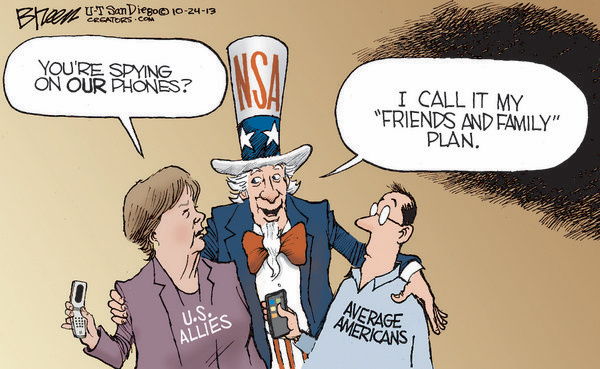 Breen U-T San Diego © 10-24-13
CREATORS.COM
YOU'RE SPYING
ON OUR PHONES?
NSA
I CALL IT MY
"FRIENDS AND FAMILY"
PLAN.
U.S.
ALLIES
AVERAGE
AMERICANS